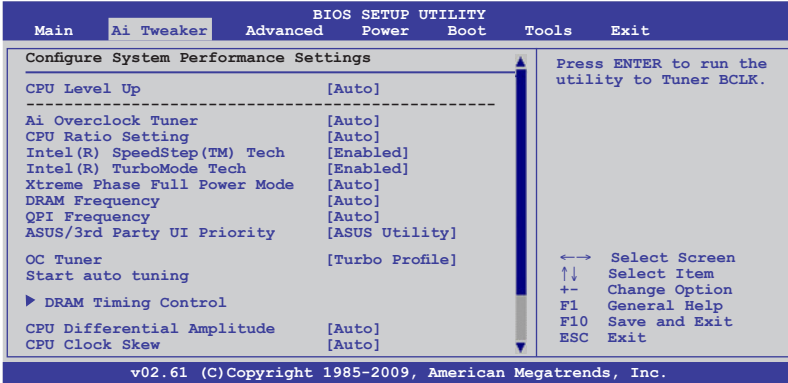 BIOS SETUP UTILITY
Main Ai Tweaker Advanced Power Boot Tools Exit
Configure System Performance Settings
CPU Level Up [Auto]
------------------------------------------------
Ai Overclock Tuner [Auto]
CPU Ratio Setting [Auto]
Intel(R) SpeedStep(TM) Tech [Enabled]
Intel(R) TurboMode Tech [Enabled]
Xtreme Phase Full Power Mode [Auto]
DRAM Frequency [Auto]
QPI Frequency [Auto]
ASUS/3rd Party UI Priority [ASUS Utility]
OC Tuner [Turbo Profile]
Start auto tuning
DRAM Timing Control
CPU Differential Amplitude [Auto]
CPU Clock Skew [Auto]
Press ENTER to run the
utility to Tuner BCLK.
←→ Select Screen
↑↓ Select Item
+- Change Option
F1 General Help
F10 Save and Exit
ESC Exit
v02.61 (C)Copyright 1985-2009, American Megatrends, Inc.